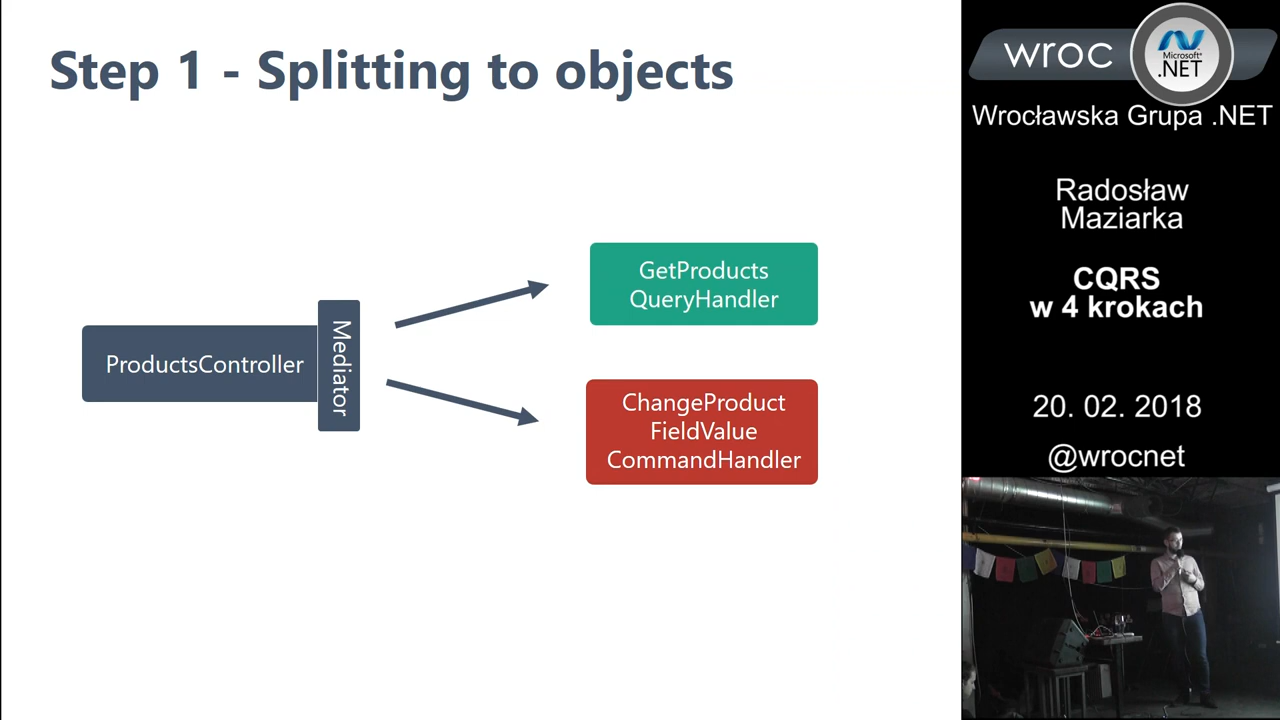 Step 1 - Splitting to objects
ProductsController
Mediator
GetProducts
QueryHandler
ChangeProduct
FieldValue
CommandHandler
wroc
Microsoft®
.NET
Wrocławska Grupa .NET
Radosław
Maziarka
CQRS
w 4 krokach
20. 02. 2018
@wrocnet